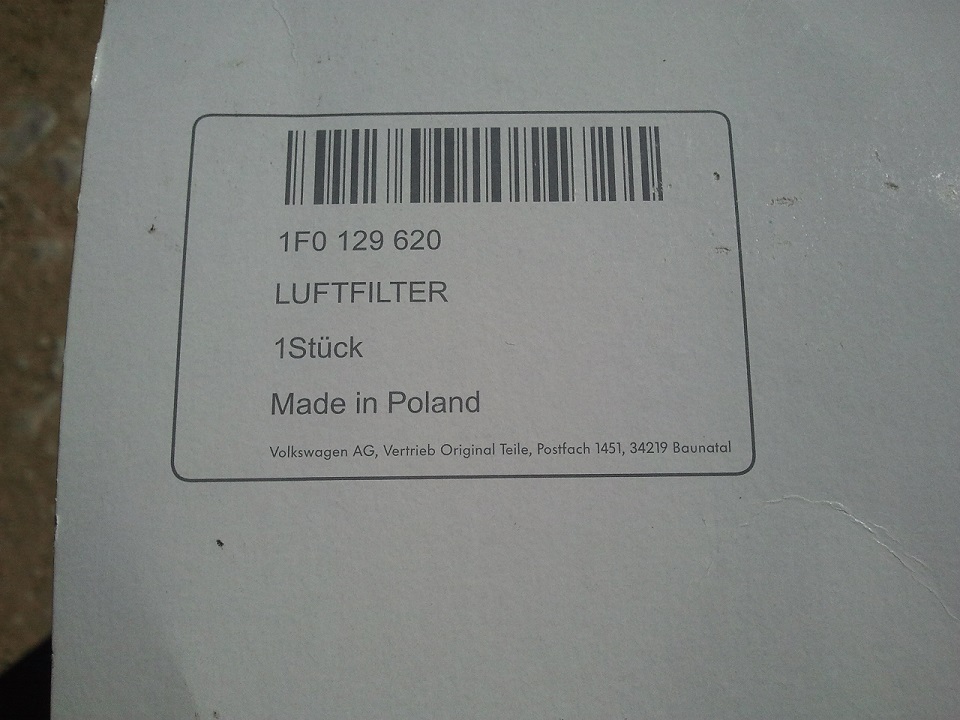 1F0 129 620
LUFTFILTER
1Stück
Made in Poland
Volkswagen AG, Vertrieb Original Teile, Postfach 1451, 34219 Baunatal